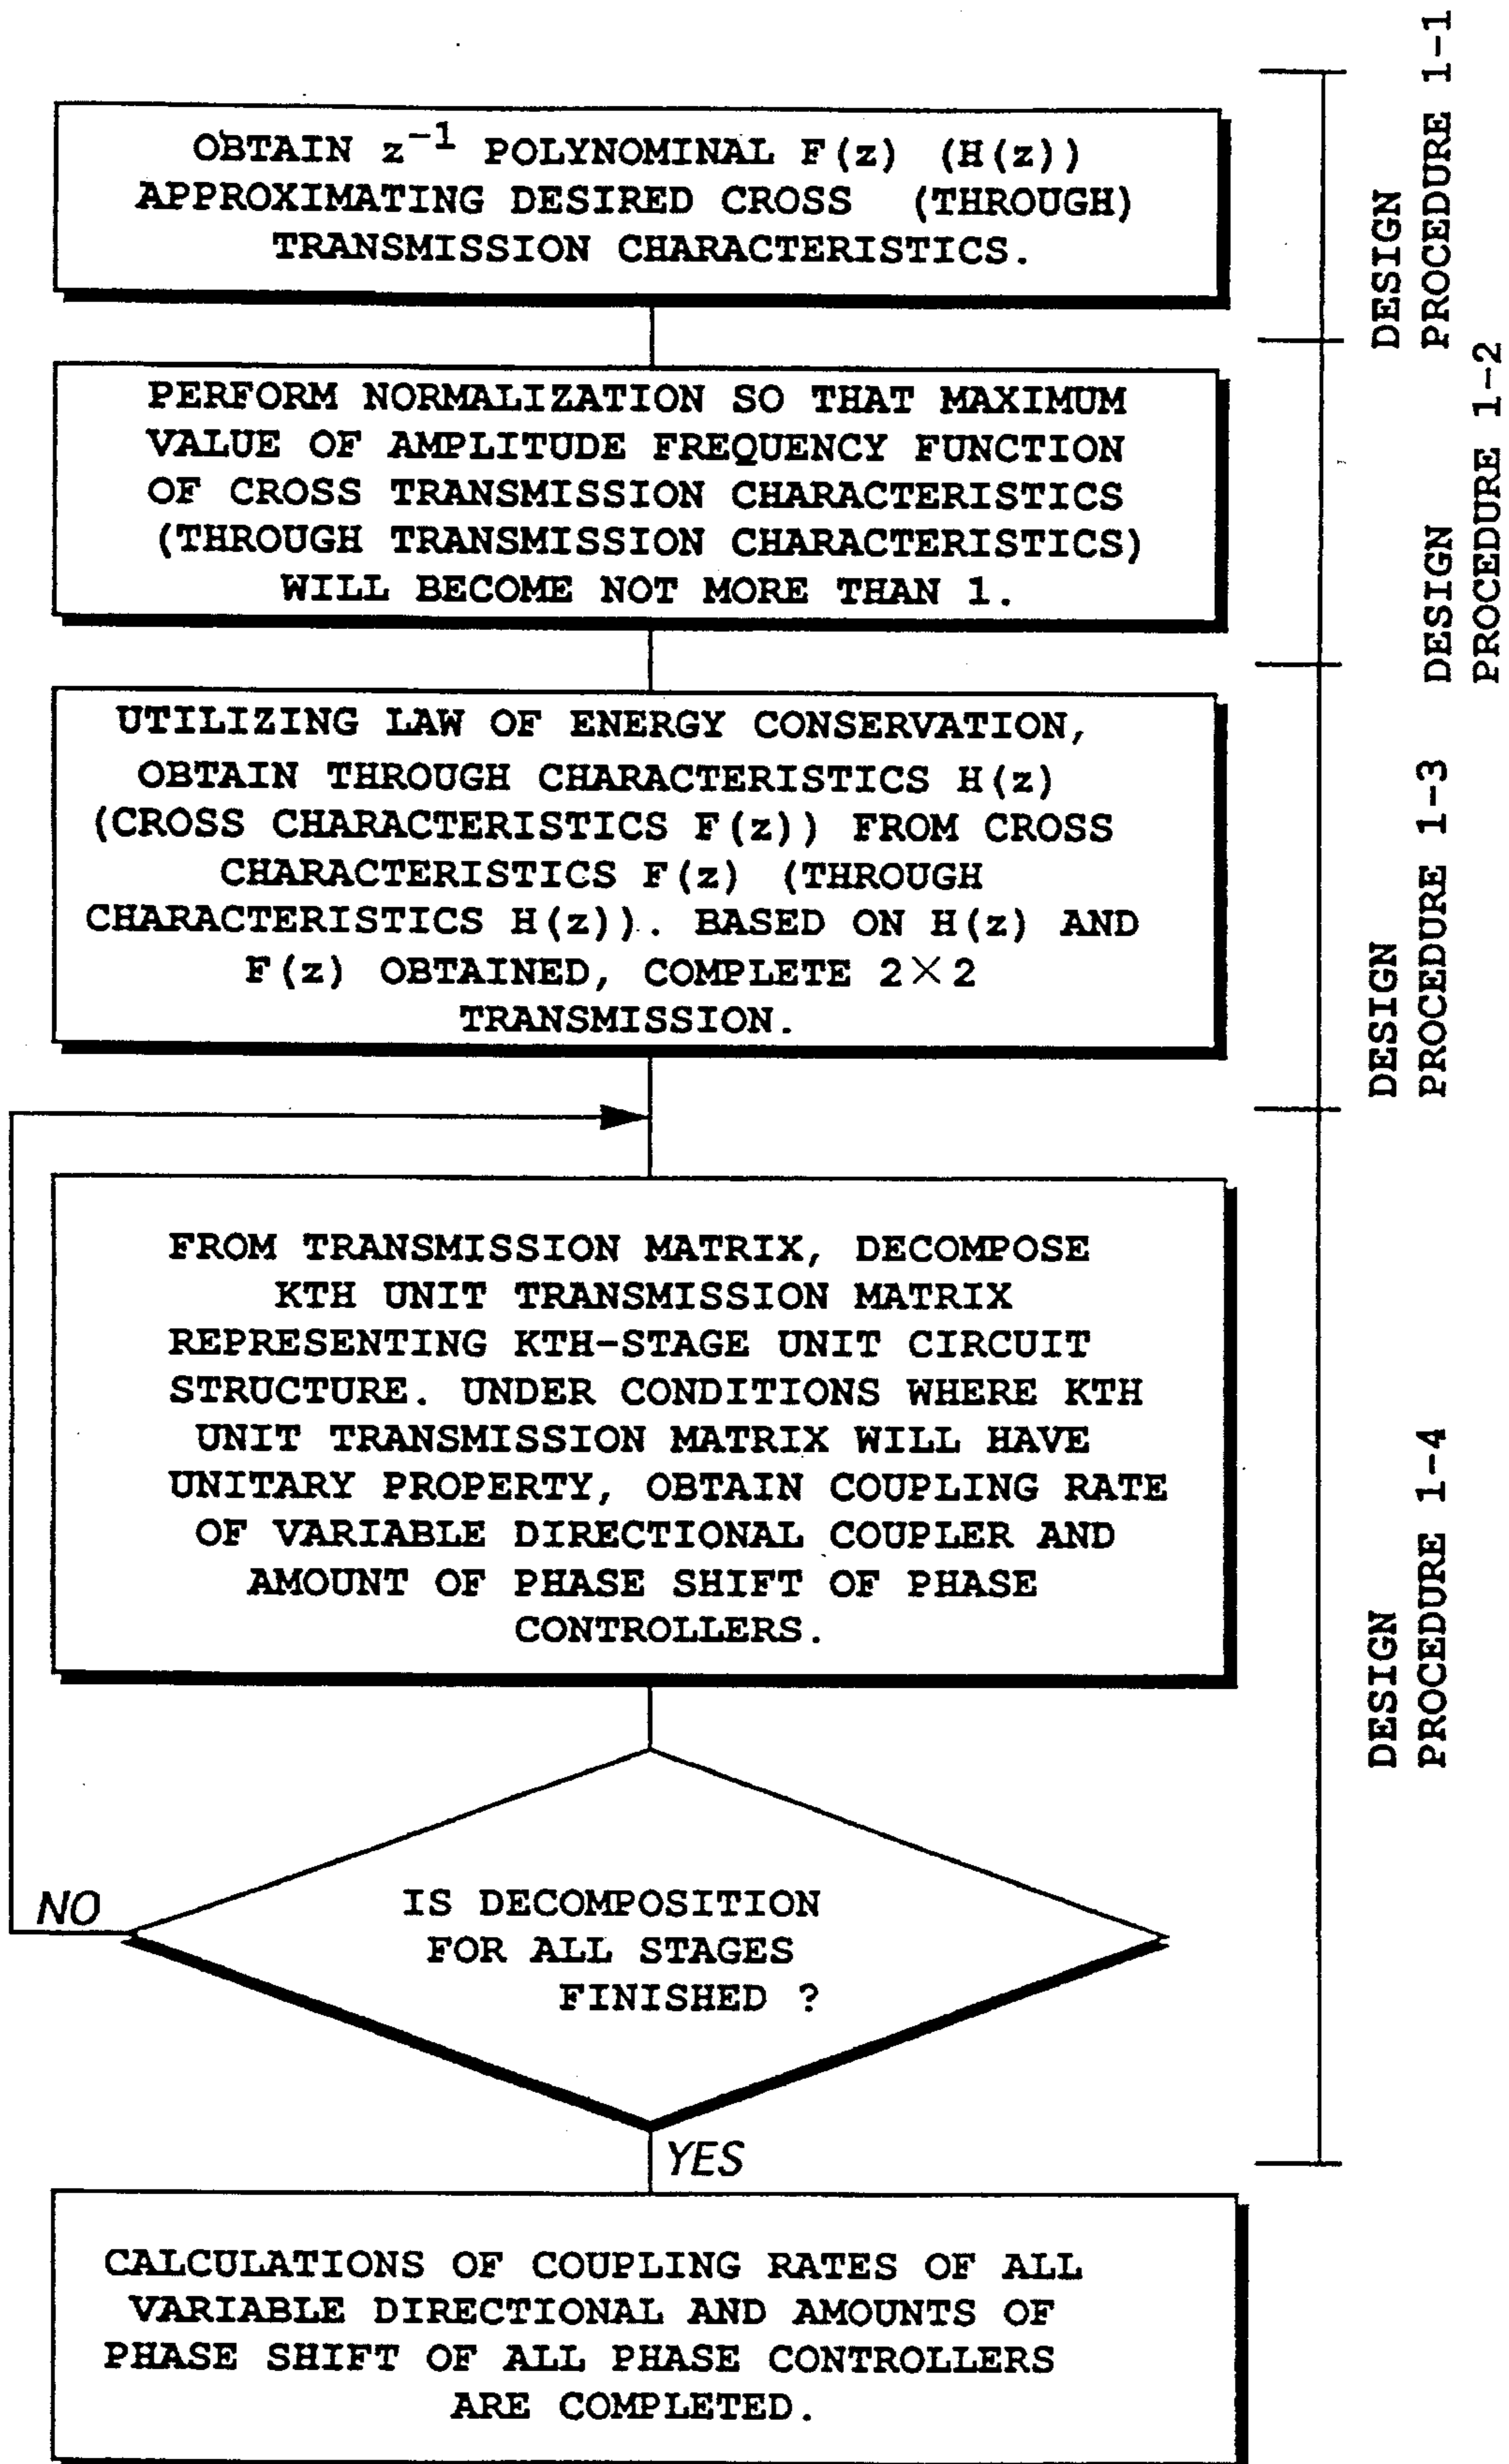 OBTAIN z⁻¹ POLYNOMINAL F(z) (H(z))
APPROXIMATING DESIRED CROSS (THROUGH)
TRANSMISSION CHARACTERISTICS.
DESIGN
PROCEDURE 1-1
PERFORM NORMALIZATION SO THAT MAXIMUM
VALUE OF AMPLITUDE FREQUENCY FUNCTION
OF CROSS TRANSMISSION CHARACTERISTICS
(THROUGH TRANSMISSION CHARACTERISTICS)
WILL BECOME NOT MORE THAN 1.
DESIGN
PROCEDURE 1-2
UTILIZING LAW OF ENERGY CONSERVATION,
OBTAIN THROUGH CHARACTERISTICS H(z)
(CROSS CHARACTERISTICS F(z)) FROM CROSS
CHARACTERISTICS F(z) (THROUGH
CHARACTERISTICS H(z)). BASED ON H(z) AND
F(z) OBTAINED, COMPLETE 2×2
TRANSMISSION.
DESIGN
PROCEDURE 1-3
FROM TRANSMISSION MATRIX, DECOMPOSE
KTH UNIT TRANSMISSION MATRIX
REPRESENTING KTH-STAGE UNIT CIRCUIT
STRUCTURE. UNDER CONDITIONS WHERE KTH
UNIT TRANSMISSION MATRIX WILL HAVE
UNITARY PROPERTY, OBTAIN COUPLING RATE
OF VARIABLE DIRECTIONAL COUPLER AND
AMOUNT OF PHASE SHIFT OF PHASE
CONTROLLERS.
DESIGN
PROCEDURE 1-4
NO
IS DECOMPOSITION
FOR ALL STAGES
FINISHED ?
YES
CALCULATIONS OF COUPLING RATES OF ALL
VARIABLE DIRECTIONAL AND AMOUNTS OF
PHASE SHIFT OF ALL PHASE CONTROLLERS
ARE COMPLETED.